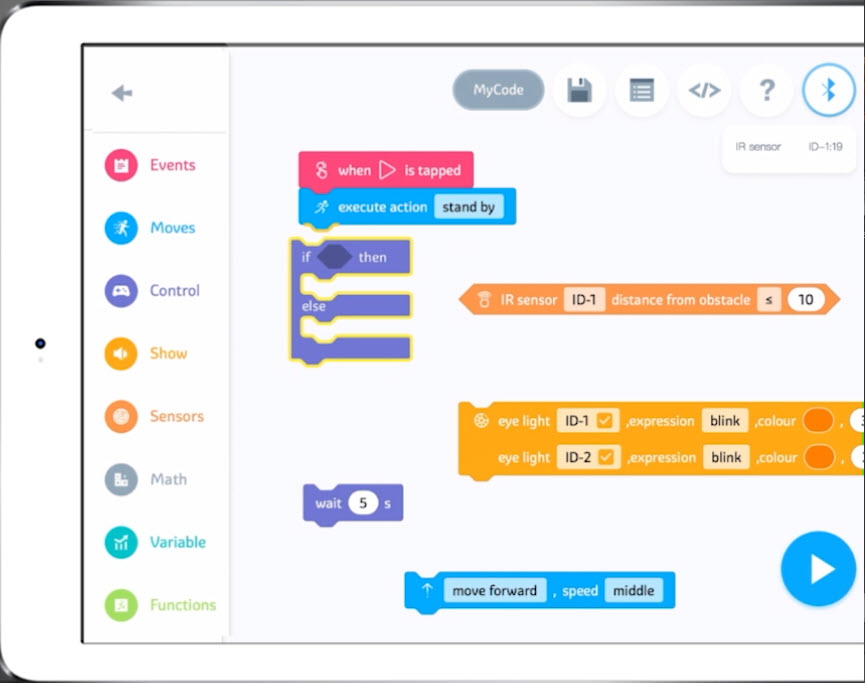 MyCode
</>
?
IR sensor ID-1:19
Events
Moves
Control
Show
Sensors
Math
Variable
Functions
when is tapped
execute action stand by
if then
else
IR sensor ID-1 distance from obstacle ≤ 10
eye light ID-1 ,expression blink ,colour ,
eye light ID-2 ,expression blink ,colour ,
wait 5 s
move forward , speed middle